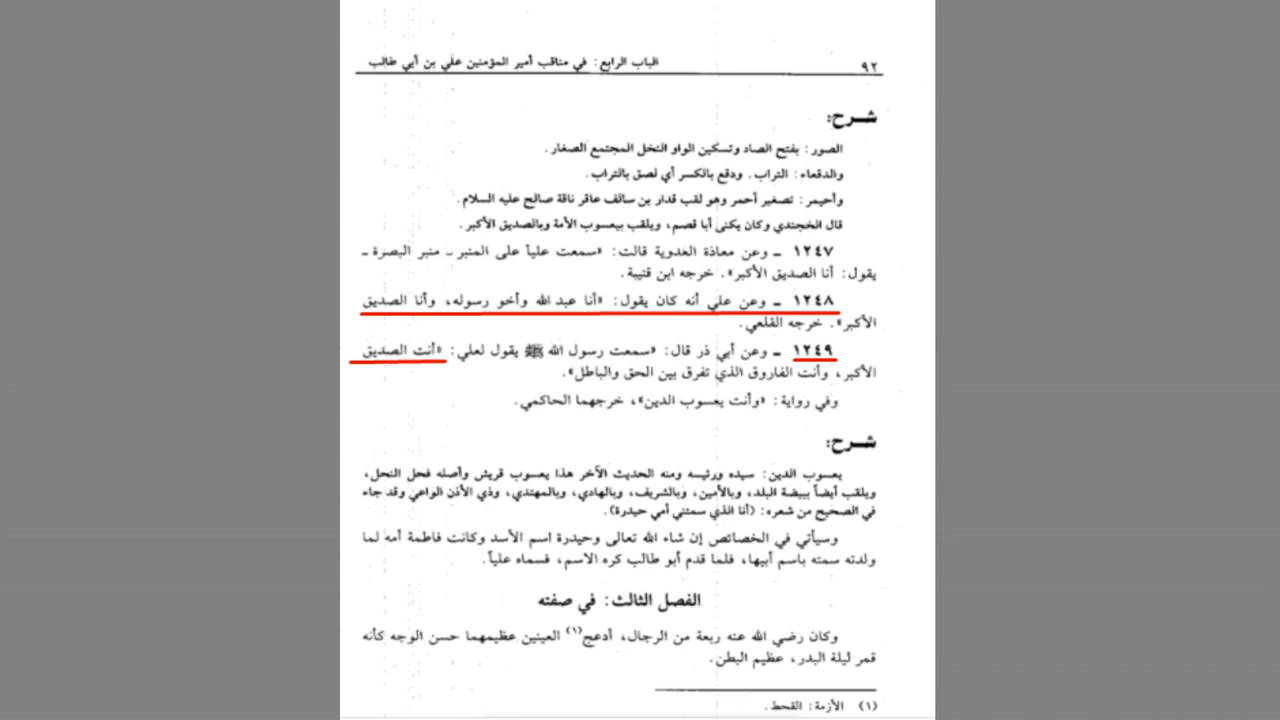 ٩٢ الباب الرابع: في مناقب أمير المؤمنين علي بن أبي طالب
شـرح:
الصور: بفتح الصاد وتسكين الواو النخل المجتمع الصغار.
والدقعاء: التراب. ودقع بالكسر أي لصق بالتراب.
وأحيمر: تصغير أحمر وهو لقب قدار بن سالف عاقر ناقة صالح عليه السلام.
قال الخجندي وكان يكنى أبا قصم، ويلقب بيعسوب الأمة وبالصديق الأكبر.
١٢٤٧ - وعن معاذة العدوية قالت: «سمعت علياً على المنبر - منبر البصرة -
يقول: أنا الصديق الأكبر». خرجه ابن قتيبة.
١٢٤٨ - وعن علي أنه كان يقول: «أنا عبد الله وأخو رسوله، وأنا الصديق
الأكبر». خرجه القلعي.
١٢٤٩ - وعن أبي ذر قال: «سمعت رسول الله ﷺ يقول لعلي: «أنت الصديق
الأكبر، وأنت الفاروق الذي تفرق بين الحق والباطل».
وفي رواية: «وأنت يعسوب الدين»، خرجهما الحاكمي.
شـرح:
يعسوب الدين: سيده ورئيسه ومنه الحديث الآخر هذا يعسوب قريش وأصله فحل النحل،
ويلقب أيضاً ببيضة البلد، وبالأمين، وبالشريف، وبالهادي، وبالمهتدي، وذي الأذن الواعي وقد جاء
في الصحيح من شعره: (أنا الذي سمتني أمي حيدرة).
وسيأتي في الخصائص إن شاء الله تعالى وحيدرة اسم الأسد وكانت فاطمة أمه لما
ولدته سمته باسم أبيها، فلما قدم أبو طالب كره الاسم، فسماه علياً.
الفصل الثالث: في صفته
وكان رضي الله عنه ربعة من الرجال، أدعج(١) العينين عظيمهما حسن الوجه كأنه
قمر ليلة البدر، عظيم البطن.
(١) الأزمة: القحط.